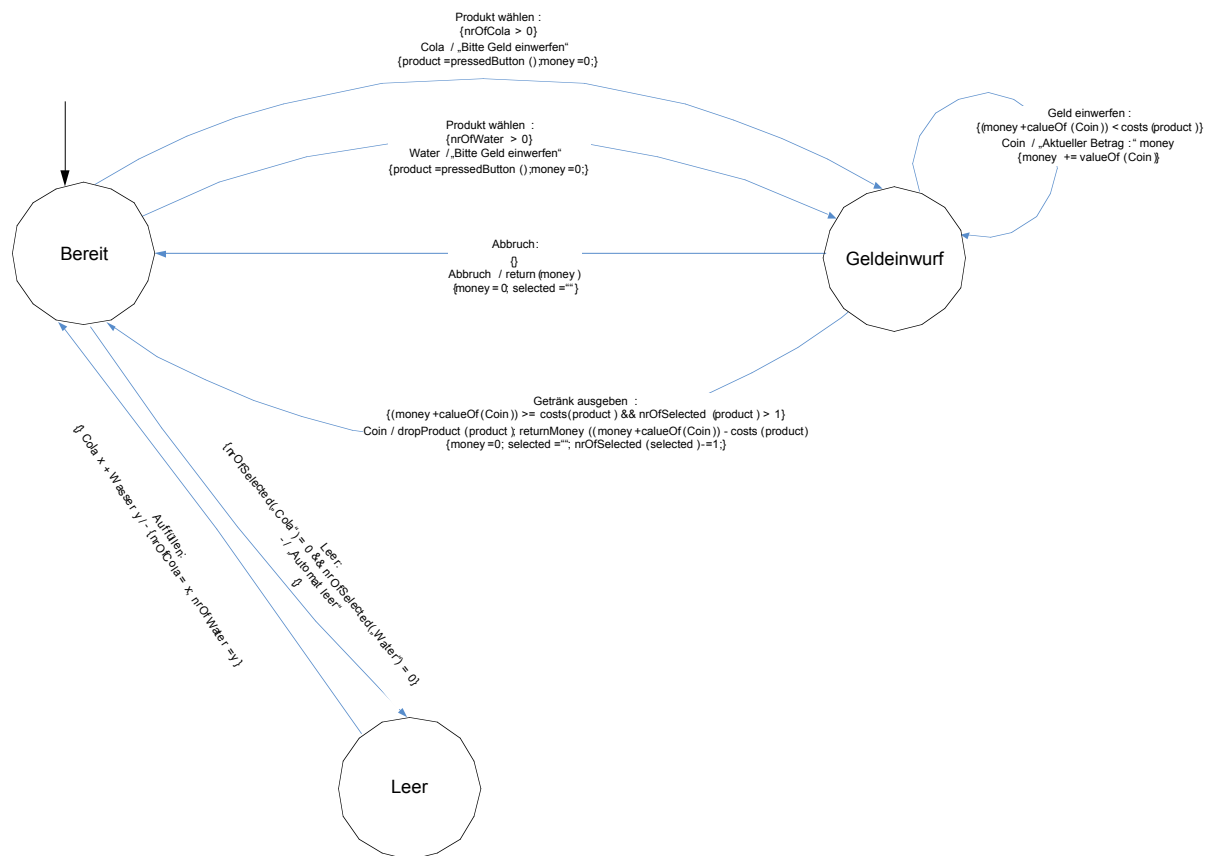 Produkt wählen :
{nrOfCola > 0}
Cola / „Bitte Geld einwerfen“
{product =pressedButton ();money =0;}
Produkt wählen :
{nrOfWater > 0}
Water / „Bitte Geld einwerfen“
{product =pressedButton ();money =0;}
Geld einwerfen :
{(money +calueOf (Coin)) < costs (product )}
Coin / „Aktueller Betrag :“ money
{money += valueOf (Coin )}
Bereit
Geldeinwurf
Abbruch:
{}
Abbruch / return (money )
{money = 0; selected =““ }
Getränk ausgeben :
{(money +calueOf (Coin)) >= costs (product ) && nrOfSelected (product ) > 1}
Coin / dropProduct (product ); returnMoney ((money +calueOf (Coin)) - costs (product)
{money =0; selected =““; nrOfSelected (selected )-=1;}
Leer:
{nrOfSelected(„Cola“) = 0 && nrOfSelected(„Water“) = 0}
- / „Automat leer“
{}
Auffülen:
{} Cola x + Wasser y / - {nrOfCola = x; nrOfWater = y }
Leer